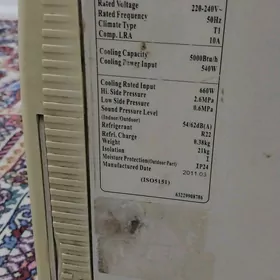 Rated Voltage 220-240V~
Rated Frequency 50Hz
Climate Type T1
Comp. LRA 10A
Cooling Capacity 5000Btu/h
Cooling Power Input 540W
Cooling Rated Input 660W
Hi. Side Pressure 2.6MPa
Low Side Pressure 0.6MPa
Sound Pressure Level
(Indoor/Outdoor) 54/62dB(A)
Refrigerant R22
Refri. Charge 0.38kg
Weight 21kg
Isolation I
Moisture Protection(Outdoor Part) IP24
Manufactured Date 2011.03
(ISO5151)
63229908786